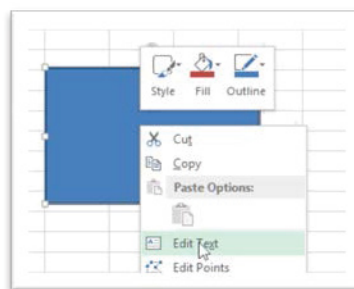 Style Fill Outline
Cut
Copy
Paste Options:
Edit Text
Edit Points